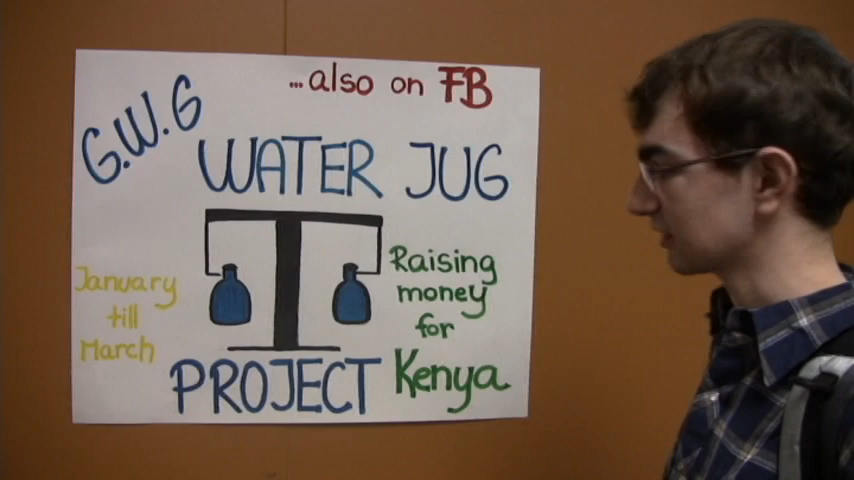 ...also on FB
G.W.G
WATER JUG
January
till
March
Raising
money
for
Kenya
PROJECT